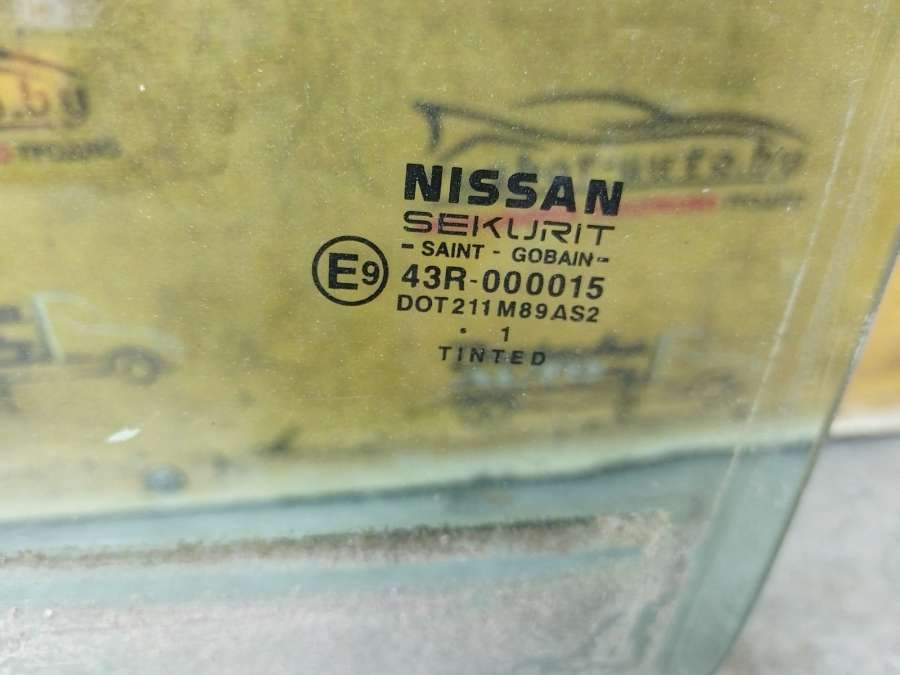 NISSAN
SEKURIT
- SAINT - GOBAIN -
E9 43R-000015
DOT211M89AS2
. 1
TINTED